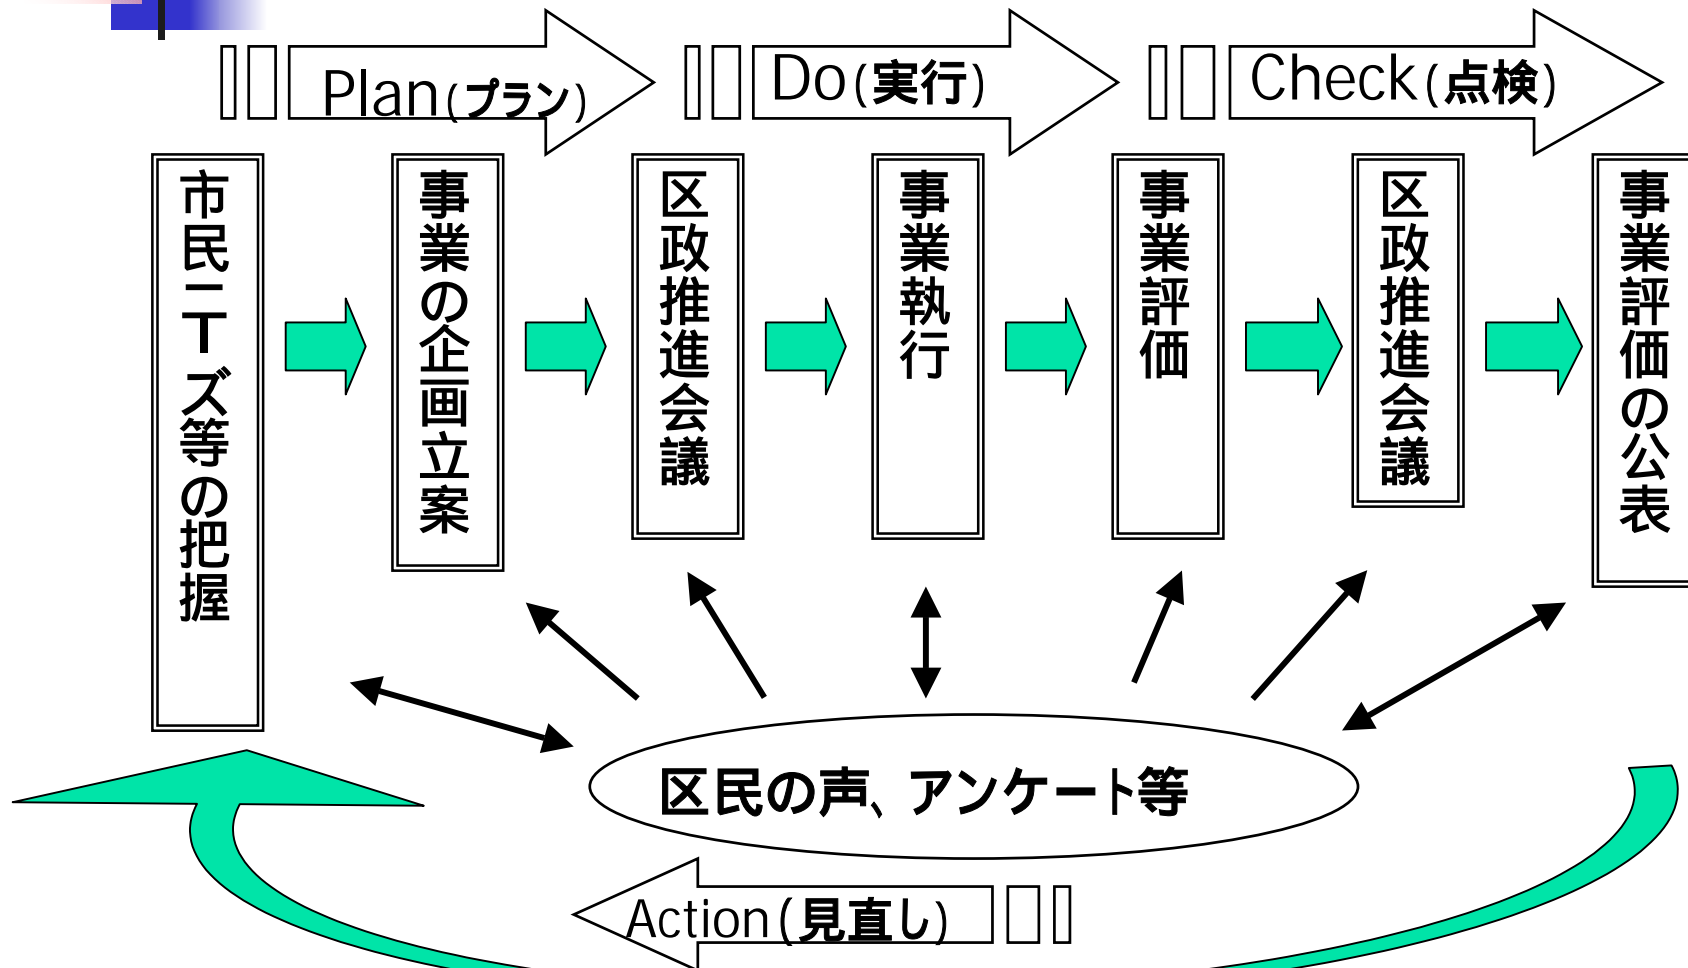 Plan(プラン)
Do(実行)
Check(点検)
市民ニーズ等の把握
事業の企画立案
区政推進会議
事業執行
事業評価
区政推進会議
事業評価の公表
区民の声、アンケート等
Action(見直し)